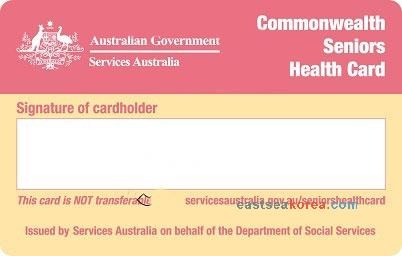 Australian Government
Services Australia
Commonwealth
Seniors
Health Card
Signature of cardholder
This card is NOT transferable
servicesaustralia.gov.au/seniorshealthcard
eastseakorea.com
Issued by Services Australia on behalf of the Department of Social Services